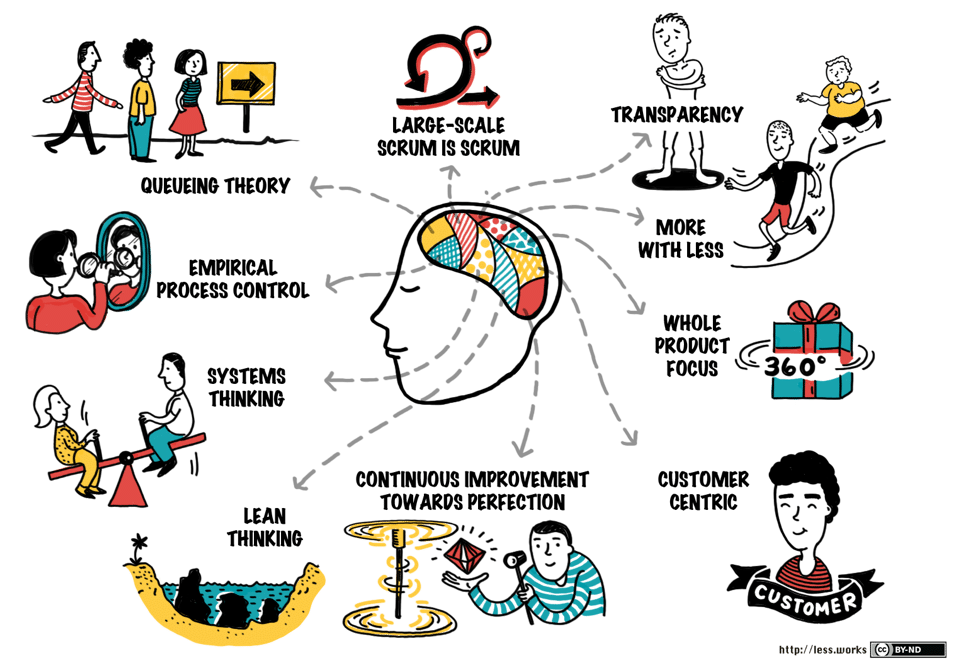 LARGE-SCALE
SCRUM IS SCRUM
TRANSPARENCY
QUEUEING THEORY
MORE
WITH LESS
EMPIRICAL
PROCESS CONTROL
WHOLE
PRODUCT
FOCUS
360°
SYSTEMS
THINKING
CONTINUOUS IMPROVEMENT
TOWARDS PERFECTION
CUSTOMER
CENTRIC
LEAN
THINKING
CUSTOMER
http://less.works
cc BY-ND